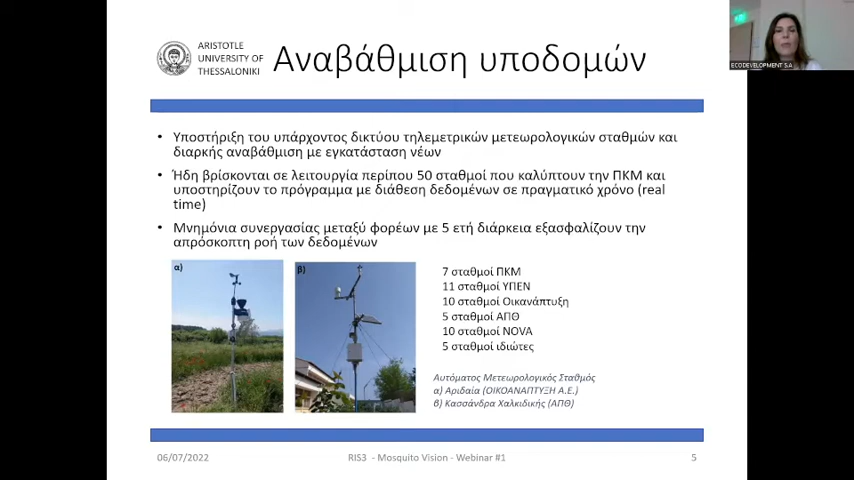 ARISTOTLE
UNIVERSITY OF
THESSALONIKI
Αναβάθμιση υποδομών
ECODEVELOPMENT S.A
• Υποστήριξη του υπάρχοντος δικτύου τηλεμετρικών μετεωρολογικών σταθμών και
διαρκής αναβάθμιση με εγκατάσταση νέων
• Ήδη βρίσκονται σε λειτουργία περίπου 50 σταθμοί που καλύπτουν την ΠΚΜ και
υποστηρίζουν το πρόγραμμα με διάθεση δεδομένων σε πραγματικό χρόνο (real
time)
• Μνημόνια συνεργασίας μεταξύ φορέων με 5 ετή διάρκεια εξασφαλίζουν την
απρόσκοπτη ροή των δεδομένων
α)
β)
7 σταθμοί ΠΚΜ
11 σταθμοί ΥΠΕΝ
10 σταθμοί Οικανάπτυξη
5 σταθμοί ΑΠΘ
10 σταθμοί NOVA
5 σταθμοί ιδιώτες
Αυτόματος Μετεωρολογικός Σταθμός
α) Αριδαία (ΟΙΚΟΑΝΑΠΤΥΞΗ Α.Ε.)
β) Κασσάνδρα Χαλκιδικής (ΑΠΘ)
06/07/2022
RIS3 - Mosquito Vision - Webinar #1
5